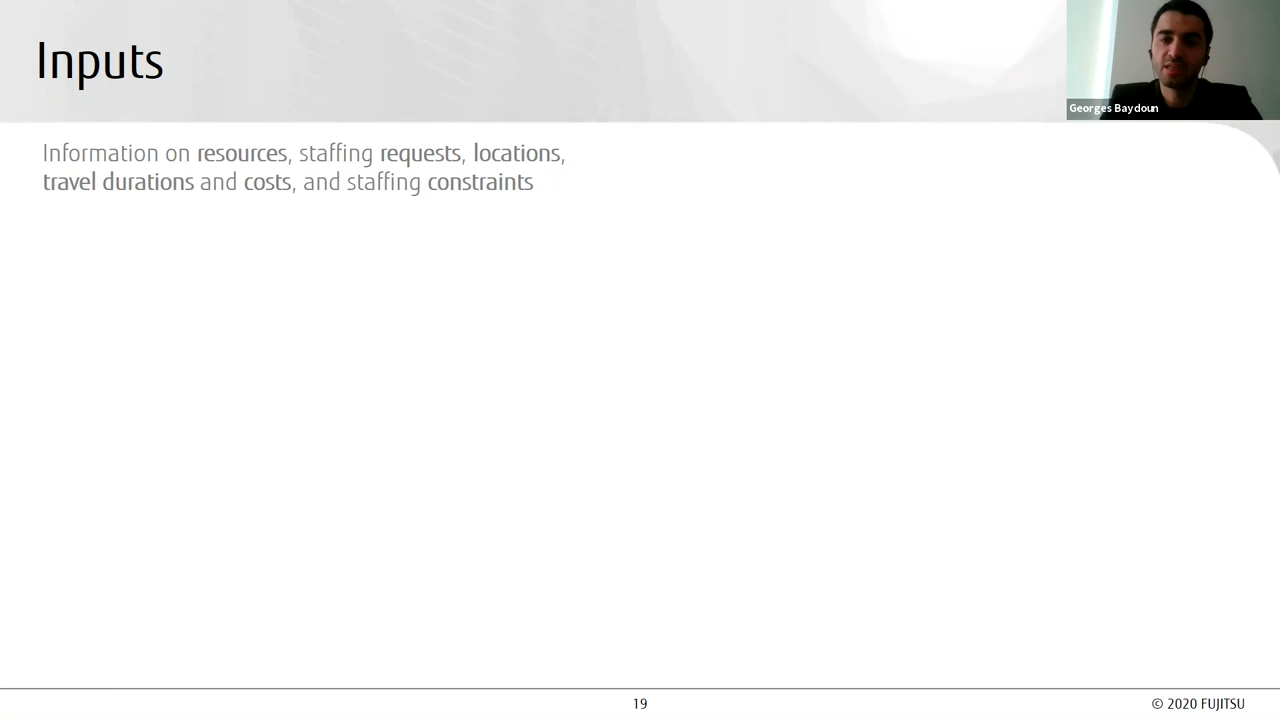 Inputs
Georges Baydoun
Information on resources, staffing requests, locations,
travel durations and costs, and staffing constraints
19
© 2020 FUJITSU